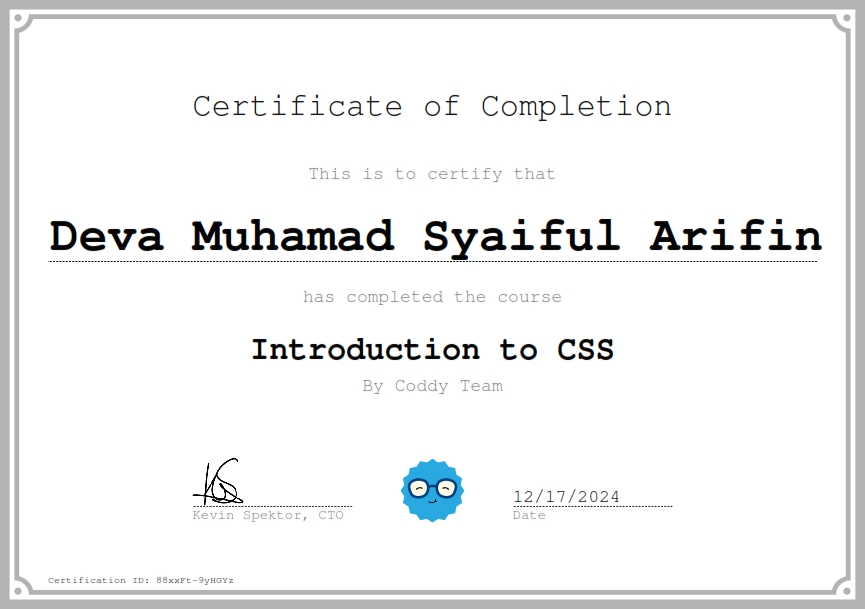 Certificate of Completion
This is to certify that
Deva Muhamad Syaiful Arifin
has completed the course
Introduction to CSS
By Coddy Team
12/17/2024
Kevin Spektor, CTO
Date
Certification ID: 88xxFt-9yHGYz